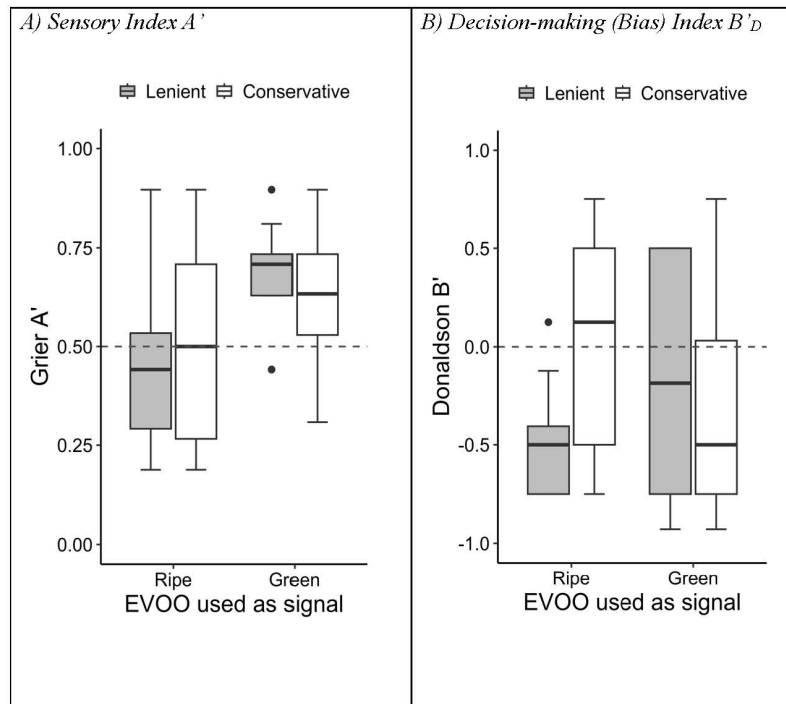 A) Sensory Index A’
Lenient Conservative
1.00
0.75
0.50
0.25
0.00
Grier A'
Ripe Green
EVOO used as signal
B) Decision-making (Bias) Index B’D
Lenient Conservative
1.0
0.5
0.0
-0.5
-1.0
Donaldson B'
Ripe Green
EVOO used as signal